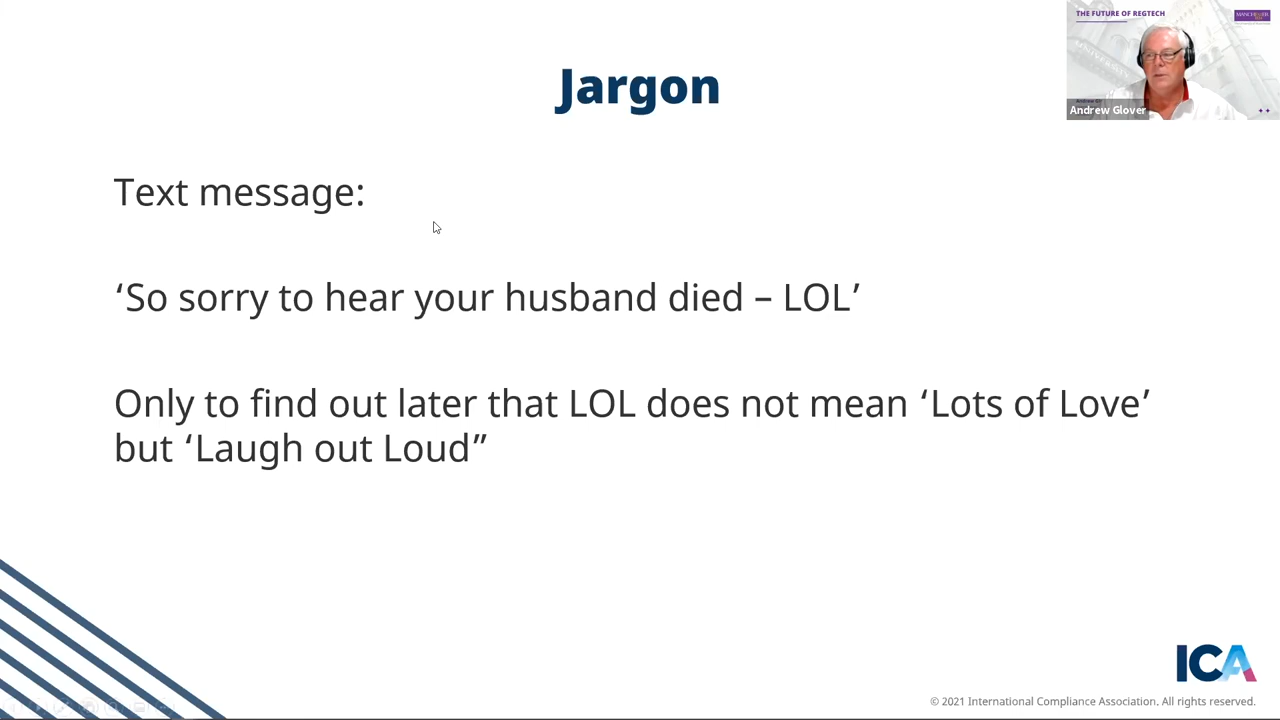 THE FUTURE OF REGTECH
MANCHESTER
Andrew Glover
Jargon
Text message:
‘So sorry to hear your husband died – LOL’
Only to find out later that LOL does not mean ‘Lots of Love’
but ‘Laugh out Loud”
ICA
© 2021 International Compliance Association. All rights reserved.